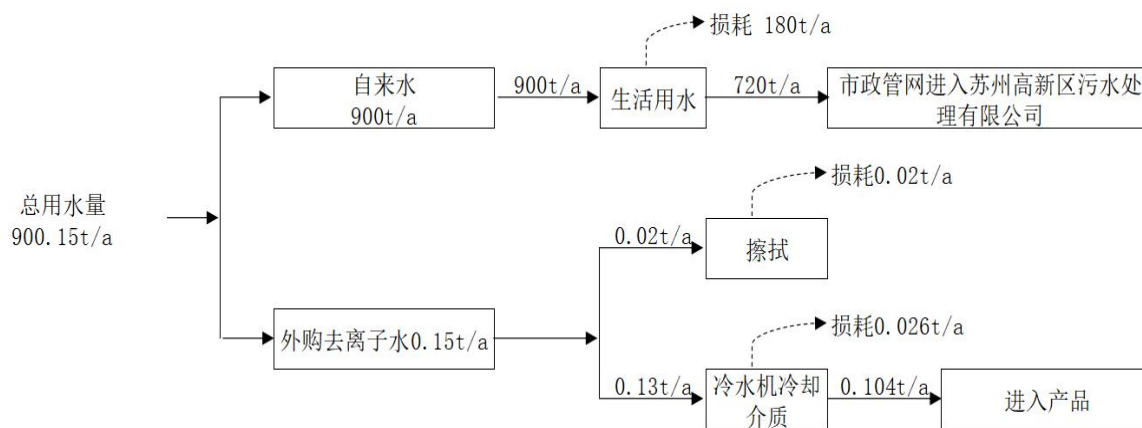 损耗 180t/a
自来水
900t/a
900t/a
生活用水
720t/a
市政管网进入苏州高新区污水处
理有限公司
损耗0.02t/a
总用水量
900.15t/a
0.02t/a
擦拭
外购去离子水0.15t/a
损耗0.026t/a
0.13t/a
冷水机冷却
介质
0.104t/a
进入产品